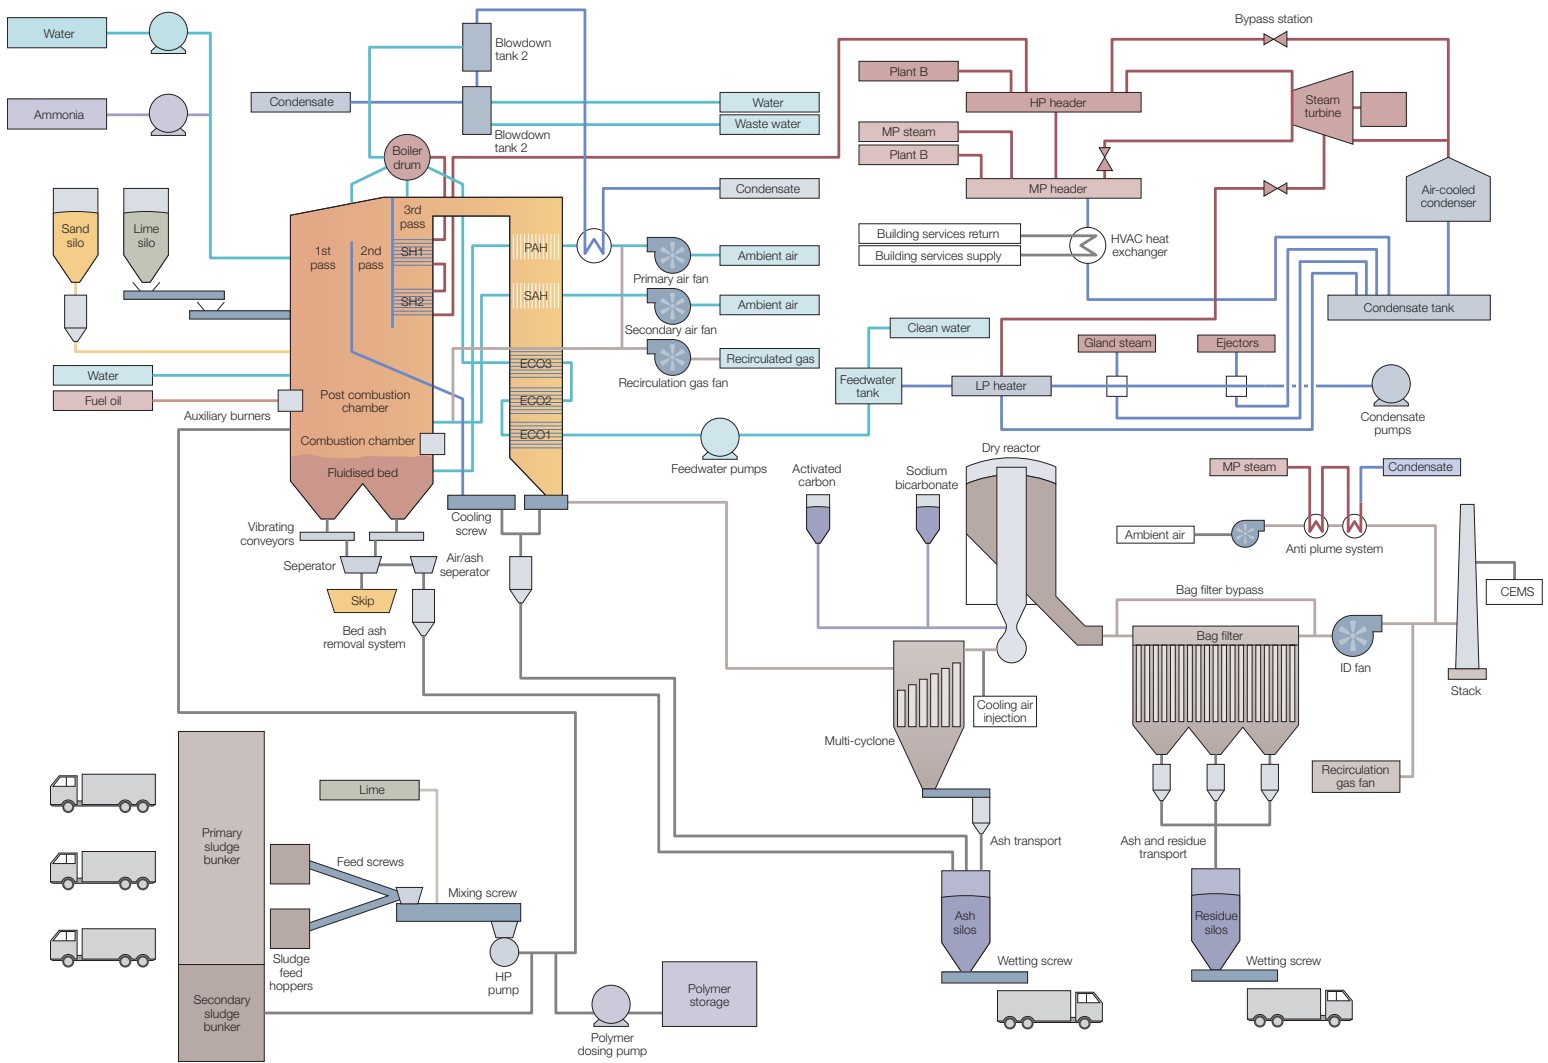 Water
Ammonia
Blowdown
tank 2
Condensate
Blowdown
tank 2
Water
Waste water
Boiler
drum
Condensate
Bypass station
Plant B
HP header
Steam
turbine
MP steam
Plant B
MP header
Air-cooled
condenser
Sand
silo
Lime
silo
1st
pass
2nd
pass
3rd
pass
SH1
SH2
PAH
SAH
Primary air fan
Ambient air
Secondary air fan
Ambient air
Recirculation gas fan
Recirculated gas
Building services return
Building services supply
HVAC heat
exchanger
Condensate tank
Clean water
Gland steam
Ejectors
Feedwater
tank
LP heater
Condensate
pumps
ECO3
ECO2
ECO1
Water
Fuel oil
Auxiliary burners
Post combustion
chamber
Combustion chamber
Fluidised bed
Feedwater pumps
Vibrating
conveyors
Cooling
screw
Seperator
Air/ash
seperator
Skip
Bed ash
removal system
Activated
carbon
Sodium
bicarbonate
Dry reactor
MP steam
Condensate
Ambient air
Anti plume system
CEMS
Bag filter bypass
Bag filter
ID fan
Stack
Cooling air
injection
Multi-cyclone
Recirculation
gas fan
Ash transport
Ash and residue
transport
Primary
sludge
bunker
Lime
Feed screws
Mixing screw
Sludge
feed
hoppers
HP
pump
Secondary
sludge
bunker
Polymer
storage
Polymer
dosing pump
Ash
silos
Wetting screw
Residue
silos
Wetting screw